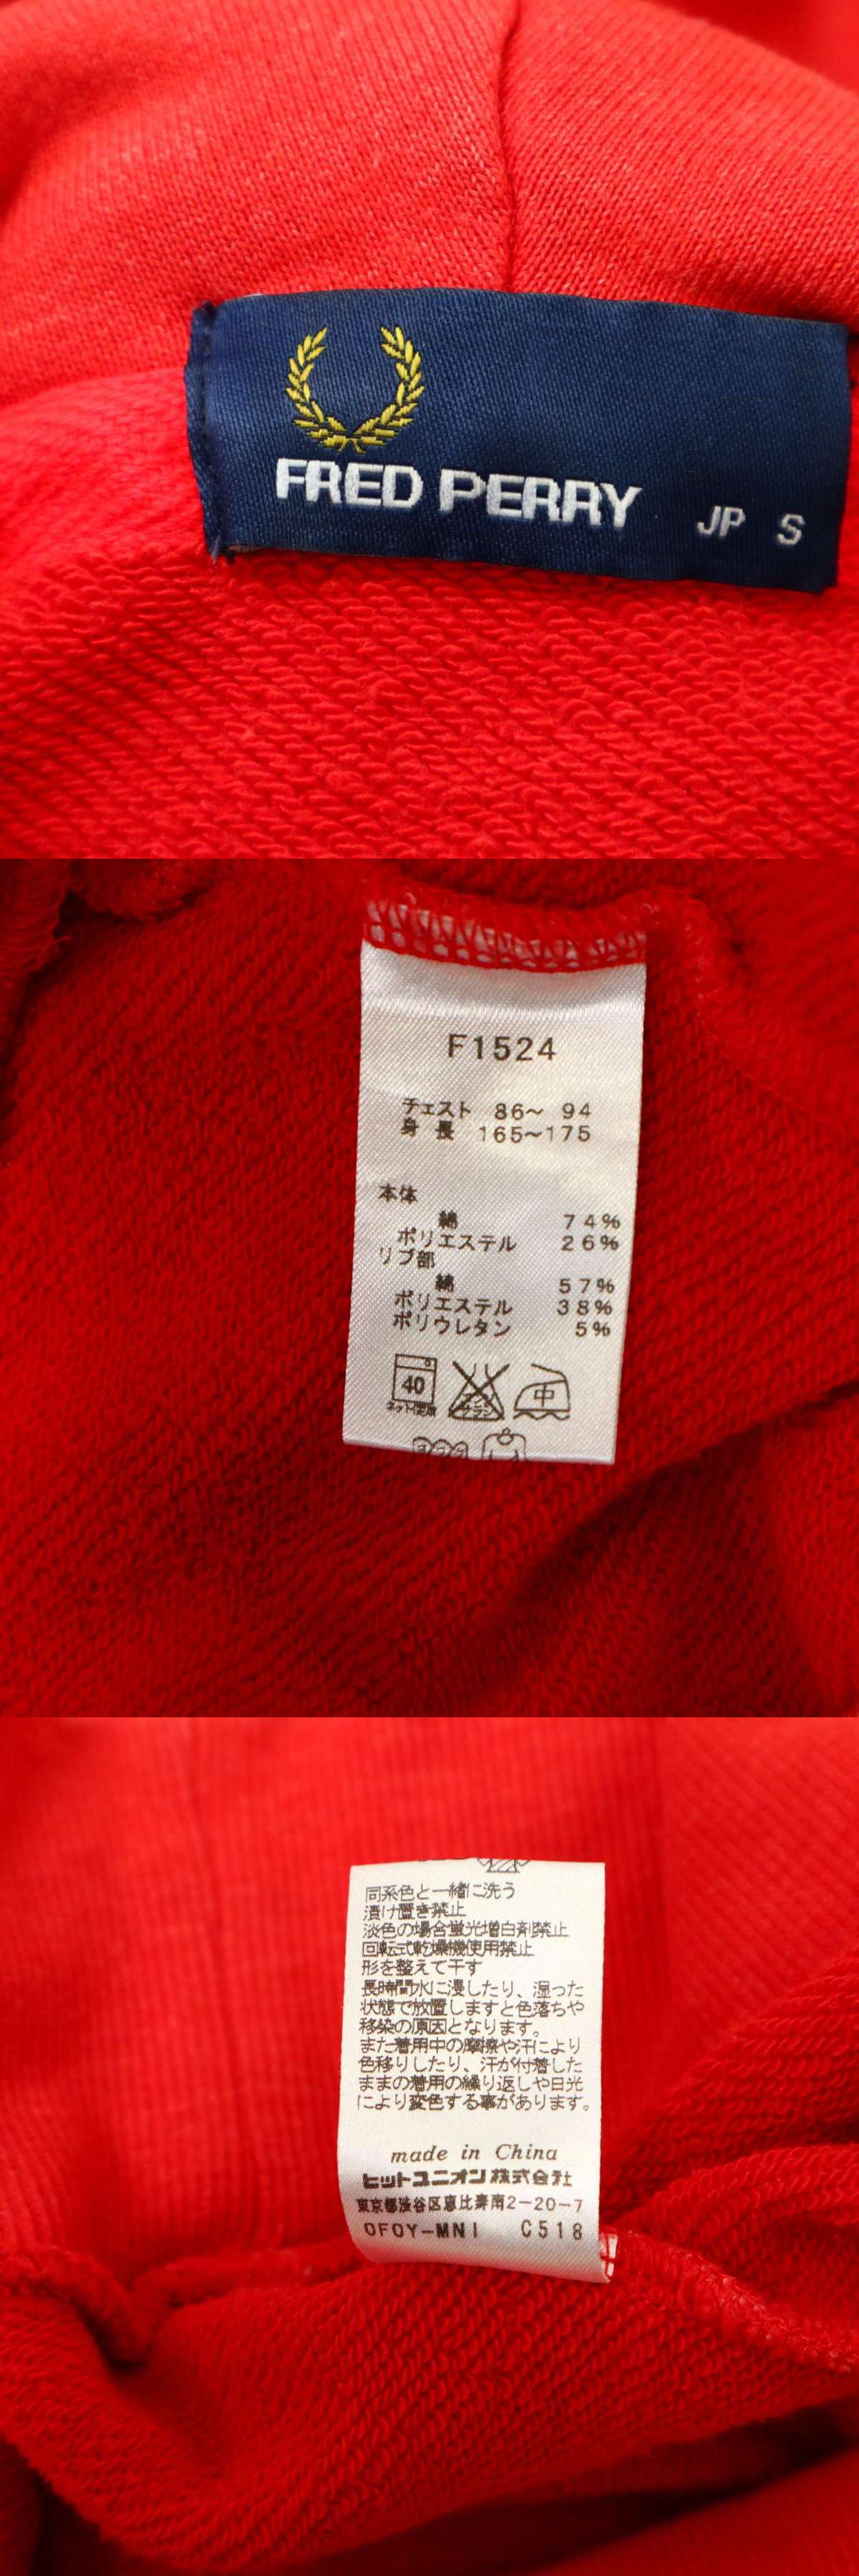 FRED PERRY JP S
F1524
チェスト 86〜 94
身 長 165〜175
本体
綿 74%
ポリエステル 26%
リブ部
綿 57%
ポリエステル 38%
ポリウレタン 5%
40 中
ネット使用
同系色と一緒に洗う
漬け置き禁止
淡色の場合蛍光増白剤禁止
回転式乾燥機使用禁止
形を整えて干す
長時間水に浸したり、湿った
状態で放置しますと色落ちや
移染の原因となります。
また着用中の摩擦や汗により
色移りしたり、汗が付着した
ままの着用の繰り返しや日光
により変色する事があります。
made in China
ヒットユニオン株式会社
東京都渋谷区恵比寿南2-20-7
OFOY-MNI C518